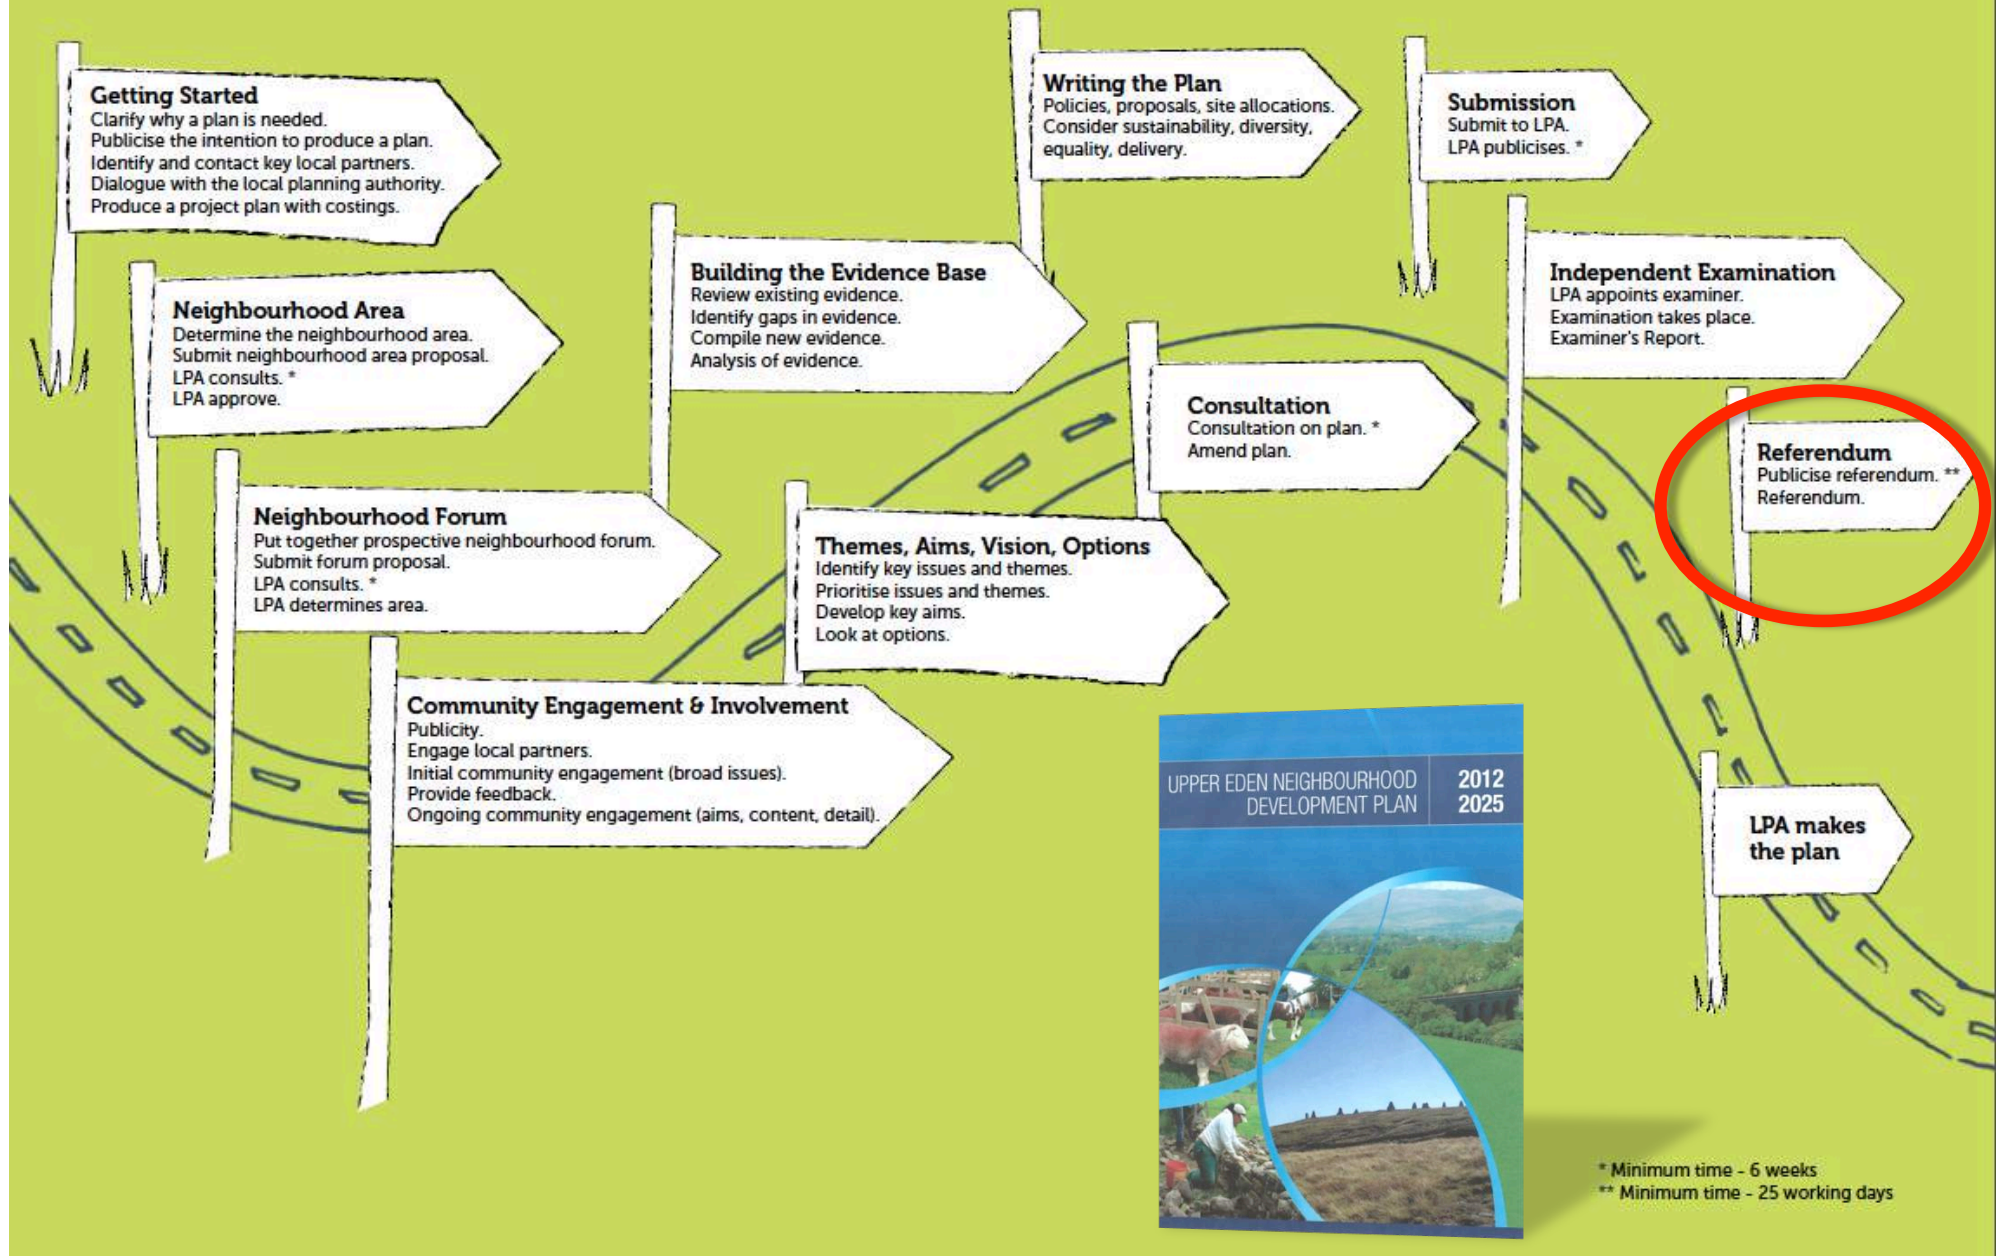 Getting Started
Clarify why a plan is needed.
Publicise the intention to produce a plan.
Identify and contact key local partners.
Dialogue with the local planning authority.
Produce a project plan with costings.
Neighbourhood Area
Determine the neighbourhood area.
Submit neighbourhood area proposal.
LPA consults. *
LPA approve.
Neighbourhood Forum
Put together prospective neighbourhood forum.
Submit forum proposal.
LPA consults. *
LPA determines area.
Community Engagement & Involvement
Publicity.
Engage local partners.
Initial community engagement (broad issues).
Provide feedback.
Ongoing community engagement (aims, content, detail).
Building the Evidence Base
Review existing evidence.
Identify gaps in evidence.
Compile new evidence.
Analysis of evidence.
Themes, Aims, Vision, Options
Identify key issues and themes.
Prioritise issues and themes.
Develop key aims.
Look at options.
Writing the Plan
Policies, proposals, site allocations.
Consider sustainability, diversity,
equality, delivery.
Consultation
Consultation on plan. *
Amend plan.
Submission
Submit to LPA.
LPA publicises. *
Independent Examination
LPA appoints examiner.
Examination takes place.
Examiner's Report.
Referendum
Publicise referendum. **
Referendum.
LPA makes
the plan
UPPER EDEN NEIGHBOURHOOD
DEVELOPMENT PLAN
2012
2025
* Minimum time - 6 weeks
** Minimum time - 25 working days